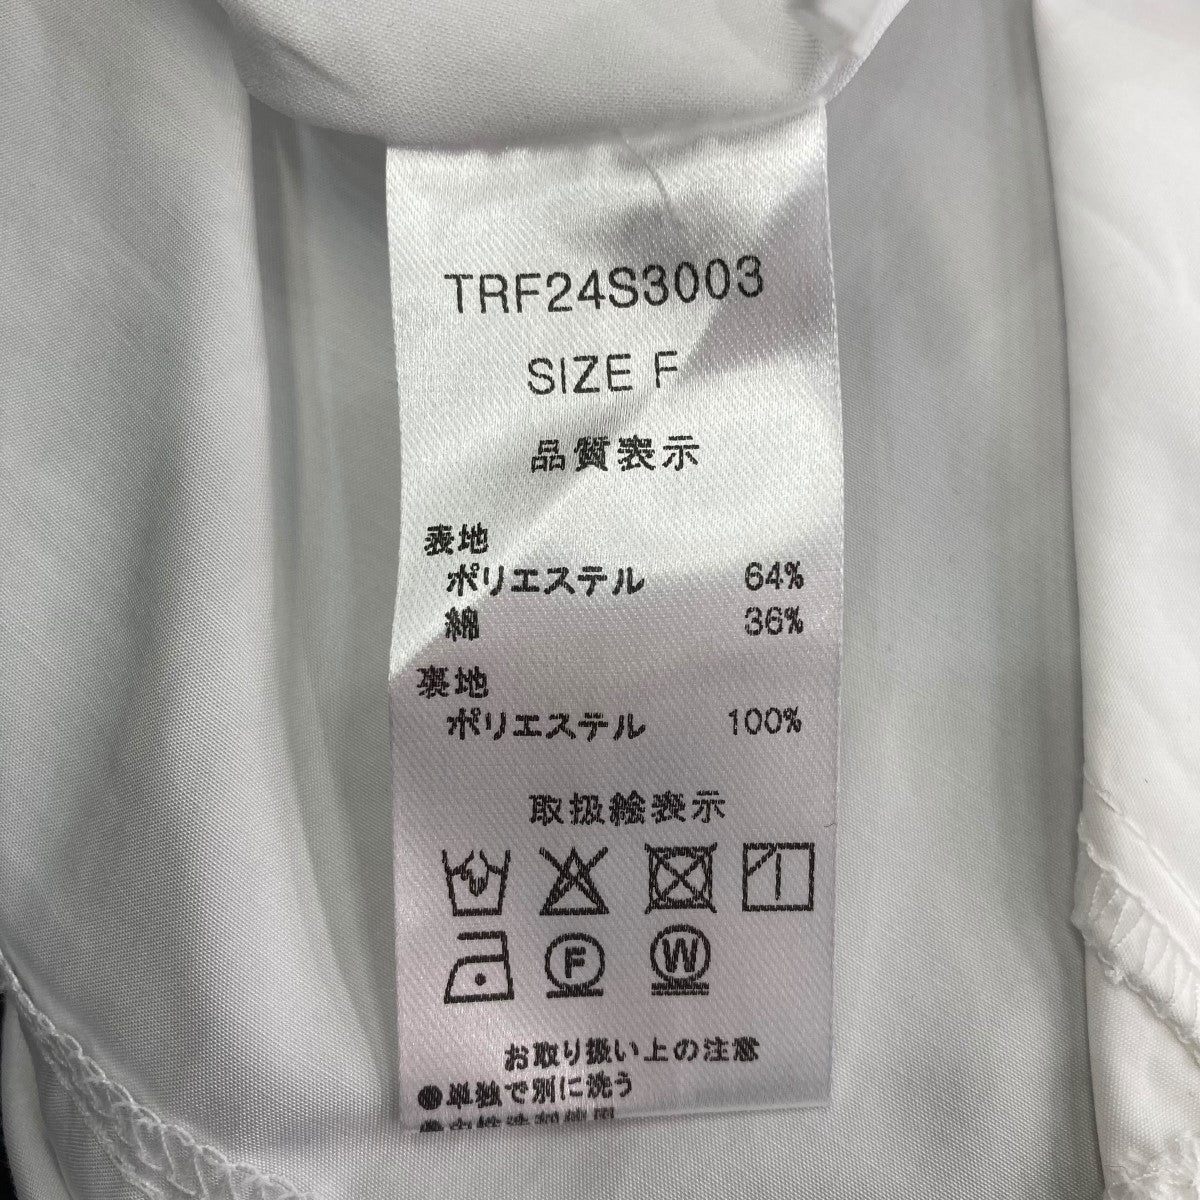 TRF24S3003
SIZE F
品質表示
表地
ポリエステル 64%
綿 36%
裏地
ポリエステル 100%
取扱絵表示
F W
お取り扱い上の注意
●単独で別に洗う